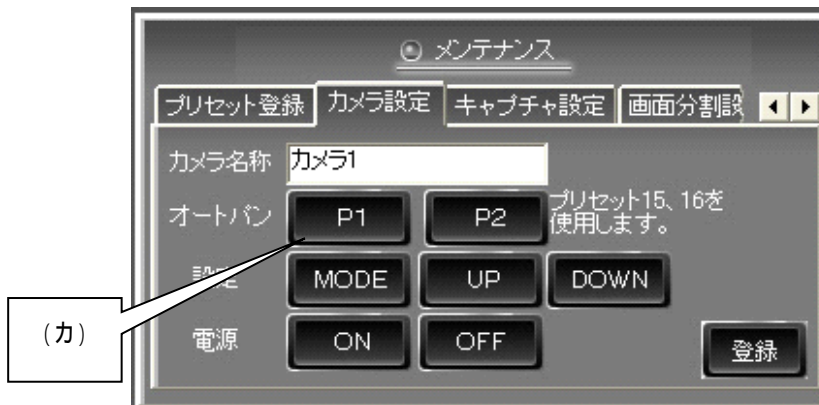 メンテナンス
プリセット登録 カメラ設定 キャプチャ設定 画面分割設
カメラ名称 カメラ1
オートパン P1 P2 プリセット15、16を
使用します。
設定 MODE UP DOWN
(カ)
電源 ON OFF 登録